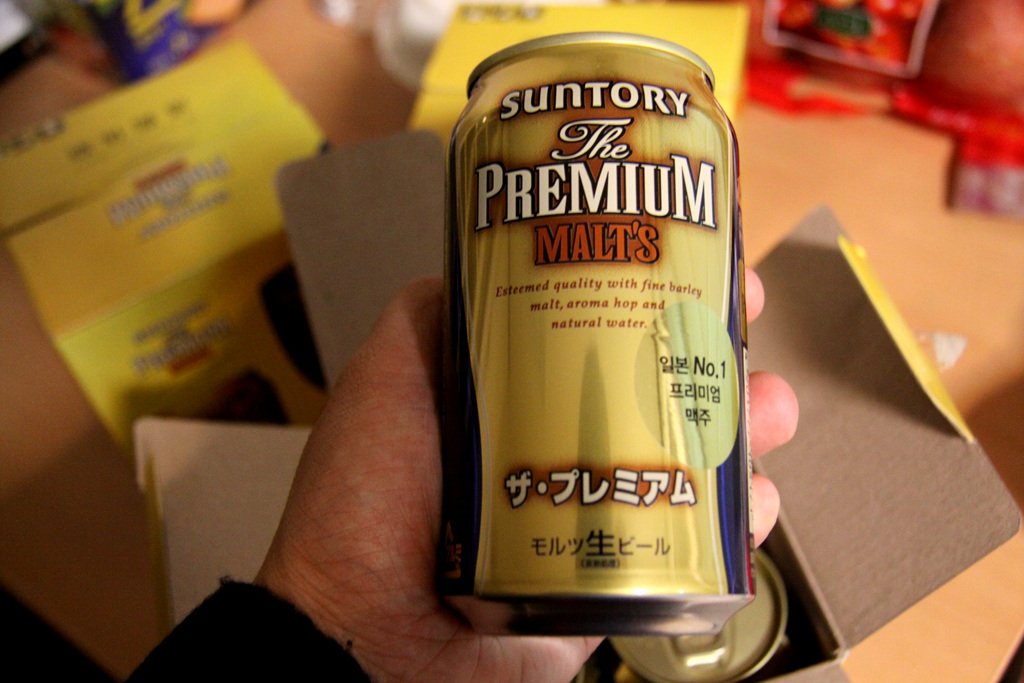 SUNTORY
The
PREMIUM
MALT'S
Esteemed quality with fine barley
malt, aroma hop and
natural water.
일본 No.1
프리미엄
맥주
ザ・プレミアム
モルツ生ビール